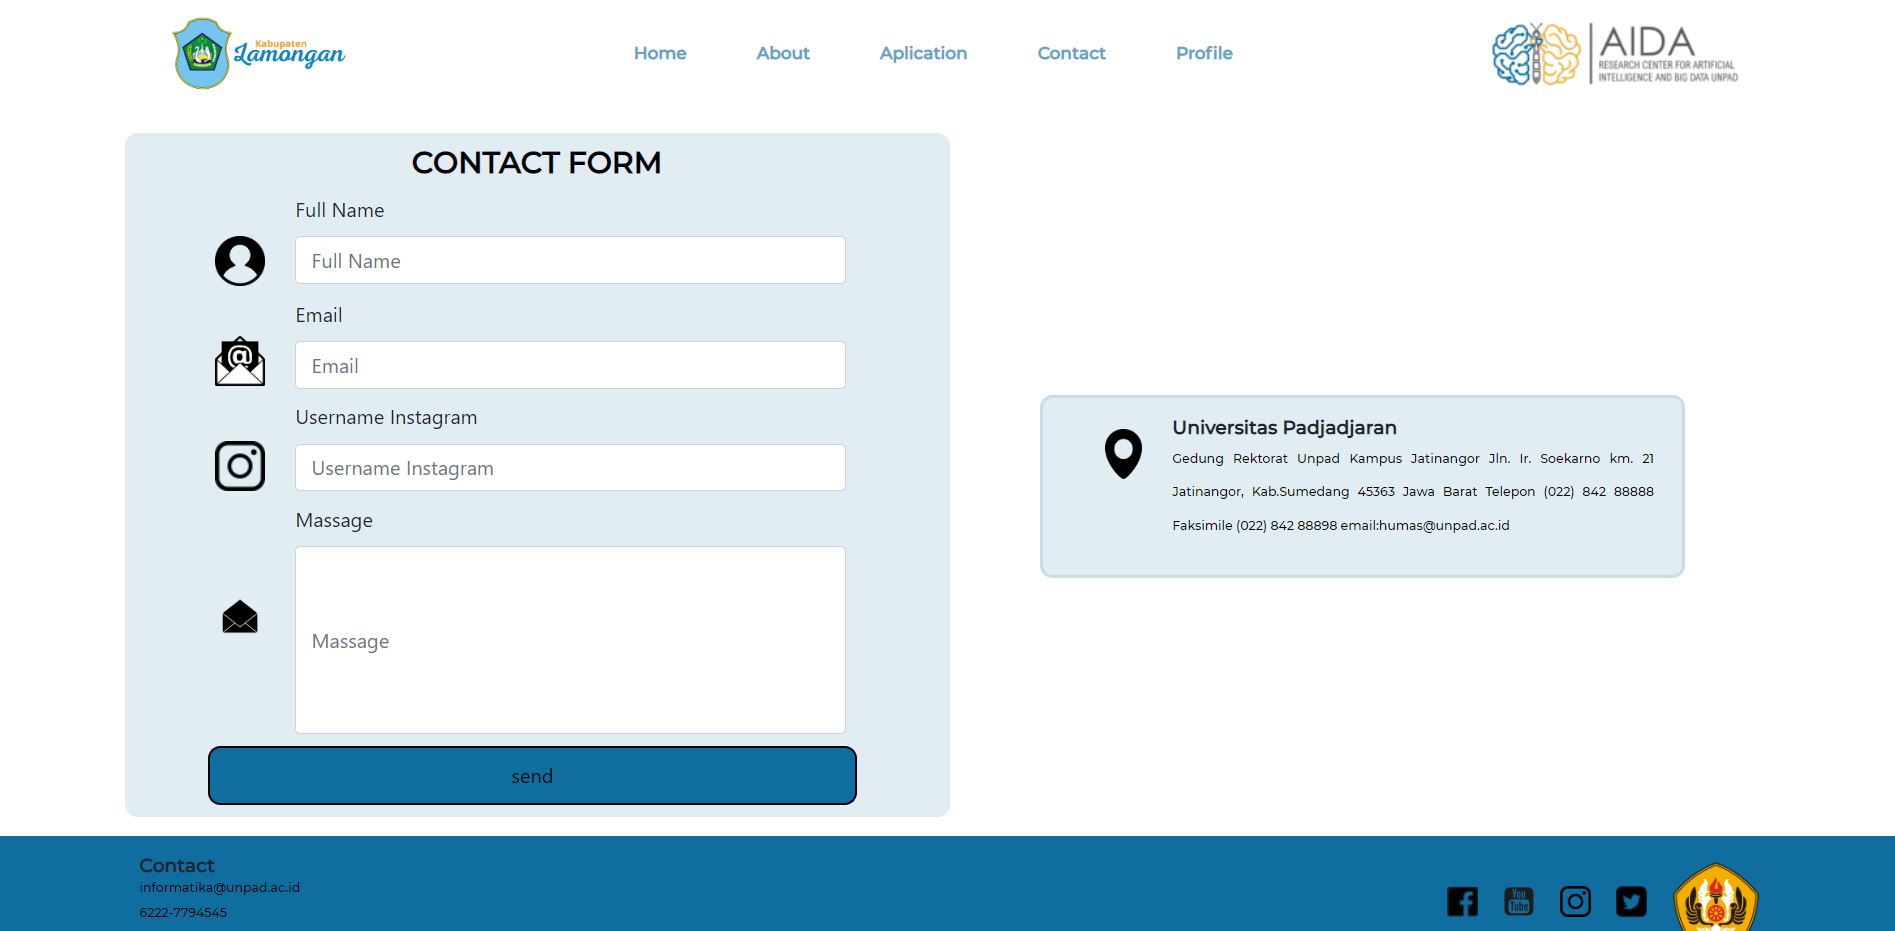 Kabupaten
Lamongan
Home About Aplication Contact Profile
AIDA
RESEARCH CENTER FOR ARTIFICIAL
INTELLIGENCE AND BIG DATA UNPAD
CONTACT FORM
Full Name
Full Name
Email
@
Email
Username Instagram
Username Instagram
Massage
Massage
send
Universitas Padjadjaran
Gedung Rektorat Unpad Kampus Jatinangor Jln. Ir. Soekarno km. 21
Jatinangor, Kab.Sumedang 45363 Jawa Barat Telepon (022) 842 88888
Faksimile (022) 842 88898 email:humas@unpad.ac.id
Contact
informatika@unpad.ac.id
6222-7794545
You
Tube